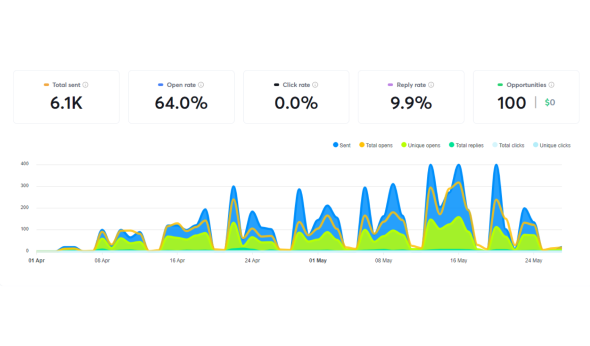 Total sent
Open rate
Click rate
Reply rate
Opportunities
6.1K
64.0%
0.0%
9.9%
100 | $0
Sent Total opens Unique opens Total replies Total clicks Unique clicks
400
300
200
100
0
01 Apr 08 Apr 16 Apr 24 Apr 01 May 08 May 16 May 24 May